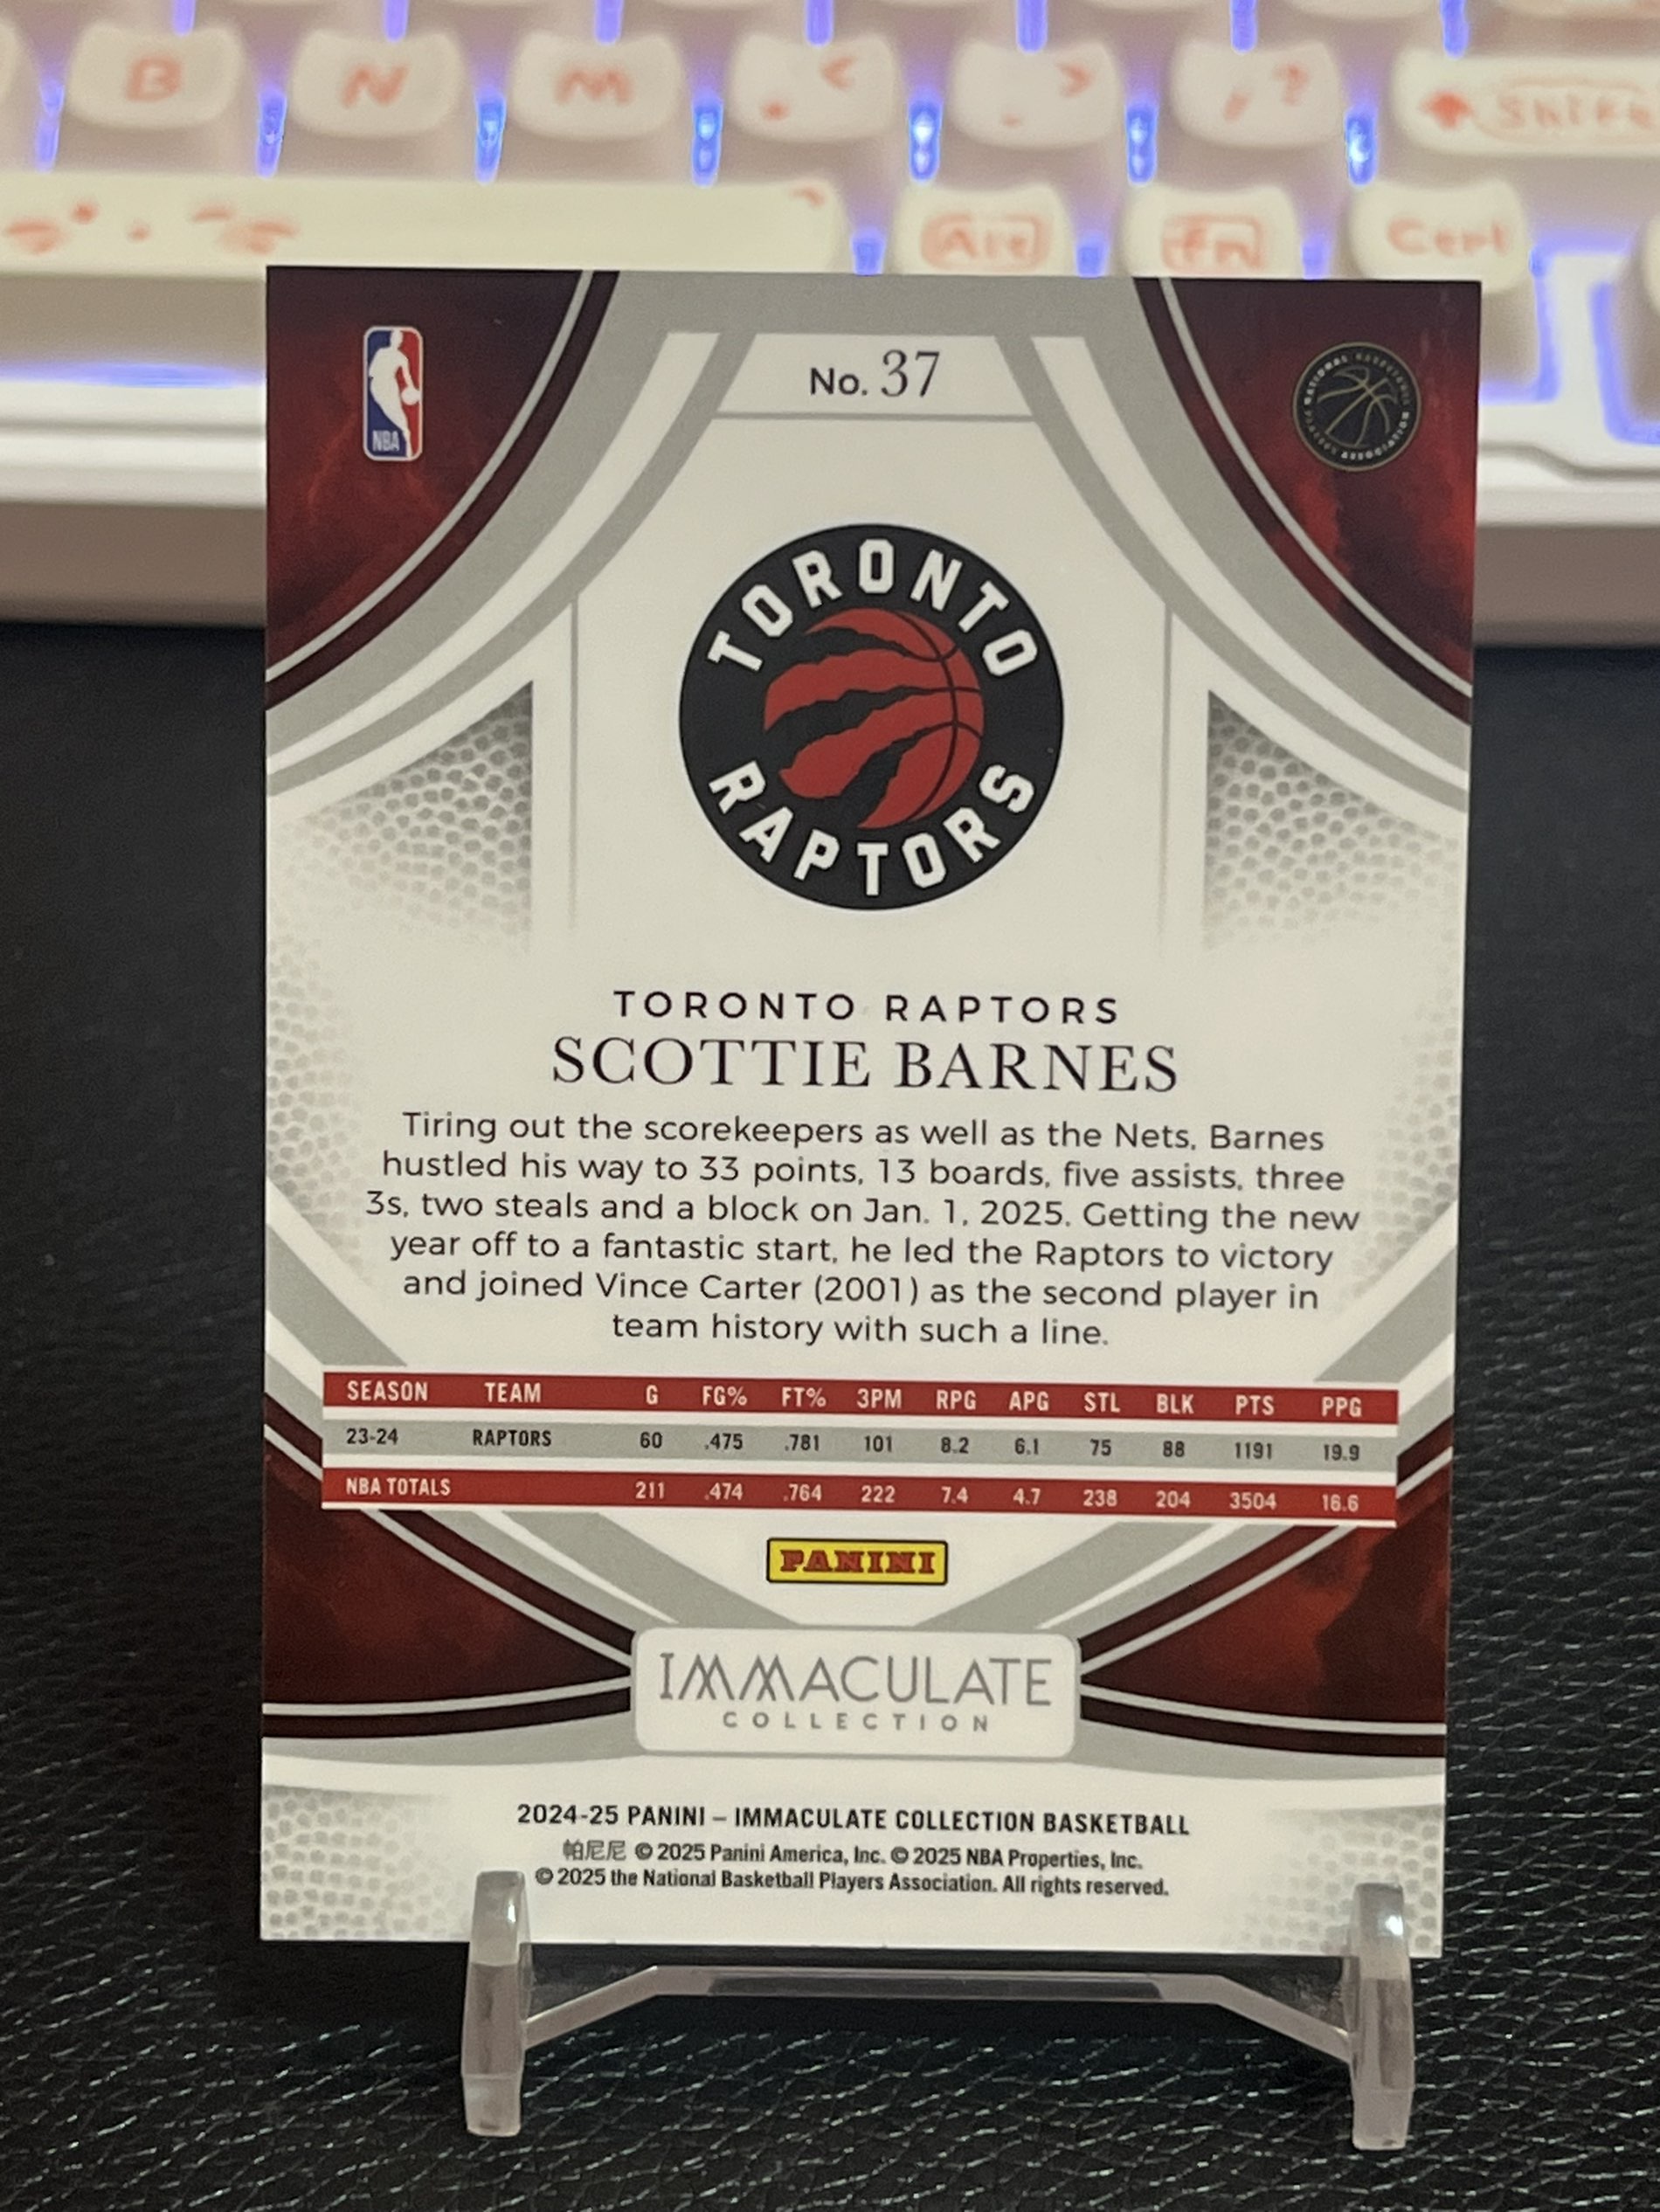 B N M < . > . ? , Shift
Alt Fn Ctrl
NBA
No. 37
NATIONAL BASKETBALL PLAYERS ASSOCIATION
TORONTO
RAPTORS
TORONTO RAPTORS
SCOTTIE BARNES
Tiring out the scorekeepers as well as the Nets, Barnes
hustled his way to 33 points, 13 boards, five assists, three
3s, two steals and a block on Jan. 1, 2025. Getting the new
year off to a fantastic start, he led the Raptors to victory
and joined Vince Carter (2001) as the second player in
team history with such a line.
SEASON TEAM G FG% FT% 3PM RPG APG STL BLK PTS PPG
23-24 RAPTORS 60 .475 .781 101 8.2 6.1 75 88 1191 19.9
NBA TOTALS 211 .474 .764 222 7.4 4.7 238 204 3504 16.6
PANINI
IMMACULATE
COLLECTION
2024-25 PANINI – IMMACULATE COLLECTION BASKETBALL
帕尼尼 © 2025 Panini America, Inc. © 2025 NBA Properties, Inc.
© 2025 the National Basketball Players Association. All rights reserved.